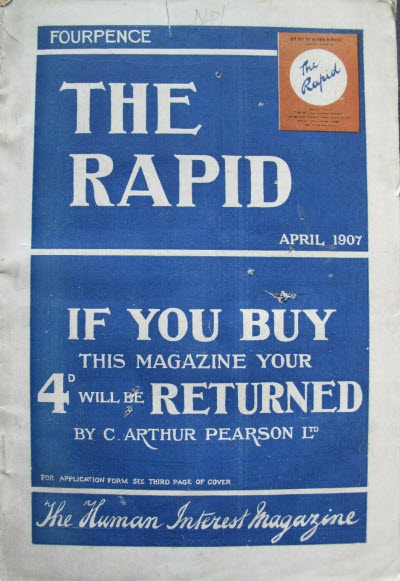 FOURPENCE
The
Rapid
THE
RAPID
APRIL 1907
IF YOU BUY
THIS MAGAZINE YOUR
4D WILL BE RETURNED
BY C. ARTHUR PEARSON LTD
FOR APPLICATION FORM SEE THIRD PAGE OF COVER
The Human Interest Magazine